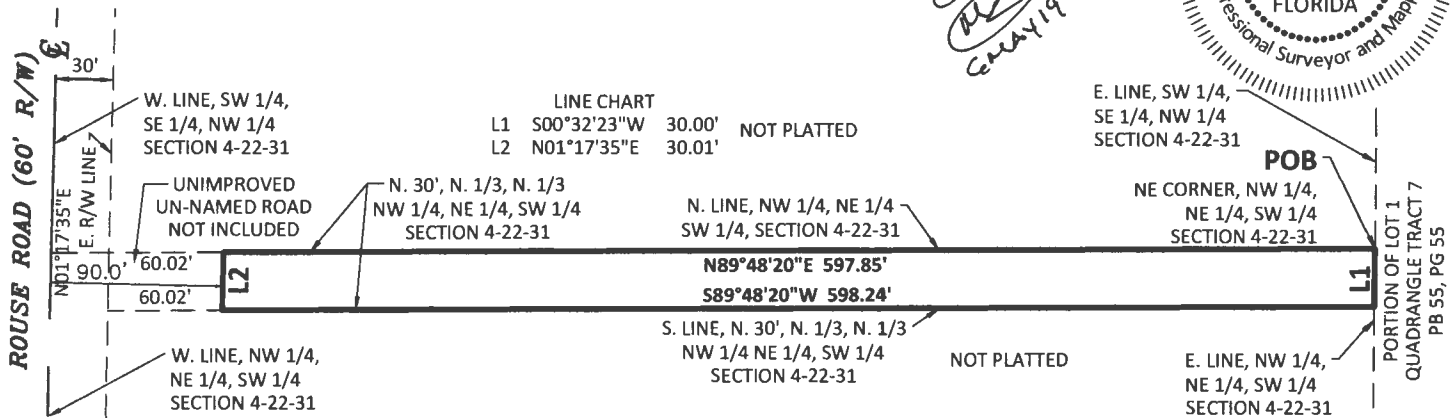 FLORIDA
Professional Surveyor and Mapp
MAY 19
ROUSE ROAD (60' R/W)
30'
W. LINE, SW 1/4,
SE 1/4, NW 1/4
SECTION 4-22-31
LINE CHART
L1 S00°32'23"W 30.00'
L2 N01°17'35"E 30.01'
NOT PLATTED
E. LINE, SW 1/4,
SE 1/4, NW 1/4
SECTION 4-22-31
POB
NE CORNER, NW 1/4,
NE 1/4, SW 1/4
SECTION 4-22-31
N01°17'35"E
E. R/W LINE
UNIMPROVED
UN-NAMED ROAD
NOT INCLUDED
N. 30', N. 1/3, N. 1/3
NW 1/4, NE 1/4, SW 1/4
SECTION 4-22-31
N. LINE, NW 1/4, NE 1/4
SW 1/4, SECTION 4-22-31
90.0'
60.02'
60.02'
L2
N89°48'20"E 597.85'
S89°48'20"W 598.24'
L1
PORTION OF LOT 1
QUADRANGLE TRACT 7
PB 55, PG 55
W. LINE, NW 1/4,
NE 1/4, SW 1/4
SECTION 4-22-31
S. LINE, N. 30', N. 1/3, N. 1/3
NW 1/4 NE 1/4, SW 1/4
SECTION 4-22-31
NOT PLATTED
E. LINE, NW 1/4,
NE 1/4, SW 1/4
SECTION 4-22-31